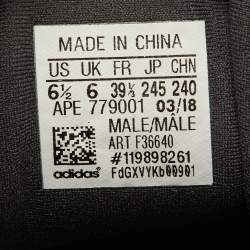 MADE IN CHINA
US UK FR JP CHN
6½ 6 39⅓ 245 240
APE 779001 03/18
MALE/MÂLE
ART F36640
#119898261
adidas FdGXVYKb00901